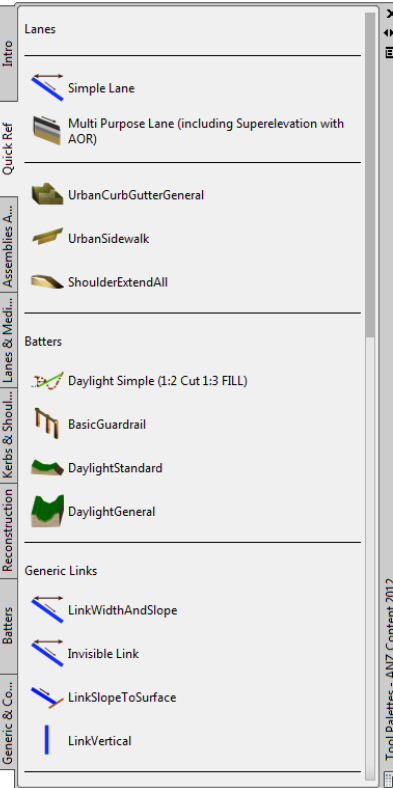 Lanes
Simple Lane
Multi Purpose Lane (including Superelevation with
AOR)
UrbanCurbGutterGeneral
UrbanSidewalk
ShoulderExtendAll
Batters
Daylight Simple (1:2 Cut 1:3 FILL)
BasicGuardrail
DaylightStandard
DaylightGeneral
Generic Links
LinkWidthAndSlope
Invisible Link
LinkSlopeToSurface
LinkVertical
Intro
Quick Ref
Assemblies A...
Lanes & Medi...
Kerbs & Shoul...
Reconstruction
Batters
Generic & Co...
Tool Palettes - ANZ Content 2012